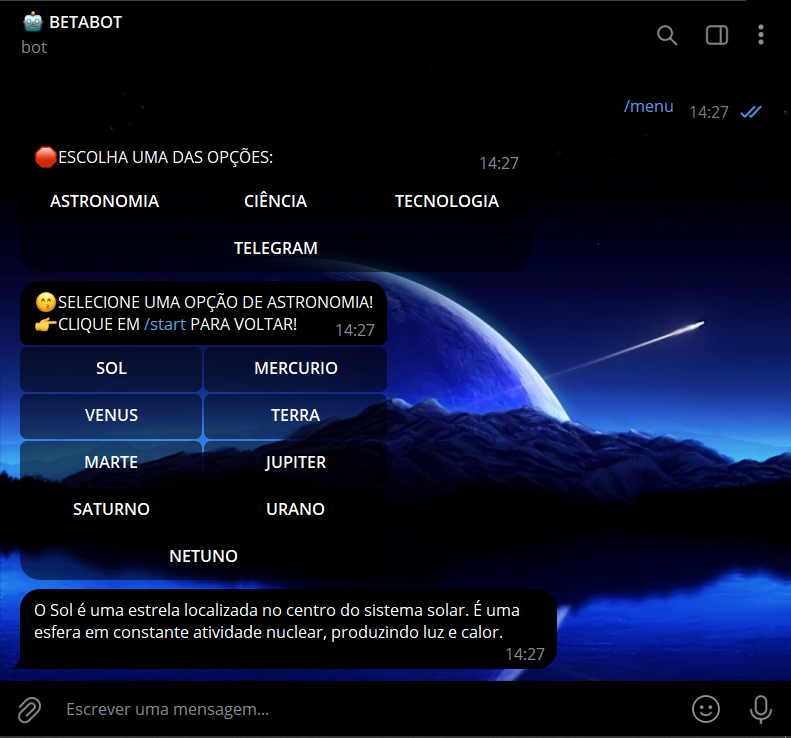 BETABOT
bot
/menu 14:27
ESCOLHA UMA DAS OPÇÕES: 14:27
ASTRONOMIA CIÊNCIA TECNOLOGIA
TELEGRAM
SELECIONE UMA OPÇÃO DE ASTRONOMIA!
CLIQUE EM /start PARA VOLTAR! 14:27
SOL MERCURIO
VENUS TERRA
MARTE JUPITER
SATURNO URANO
NETUNO
O Sol é uma estrela localizada no centro do sistema solar. É uma
esfera em constante atividade nuclear, produzindo luz e calor.
14:27
Escrever uma mensagem...